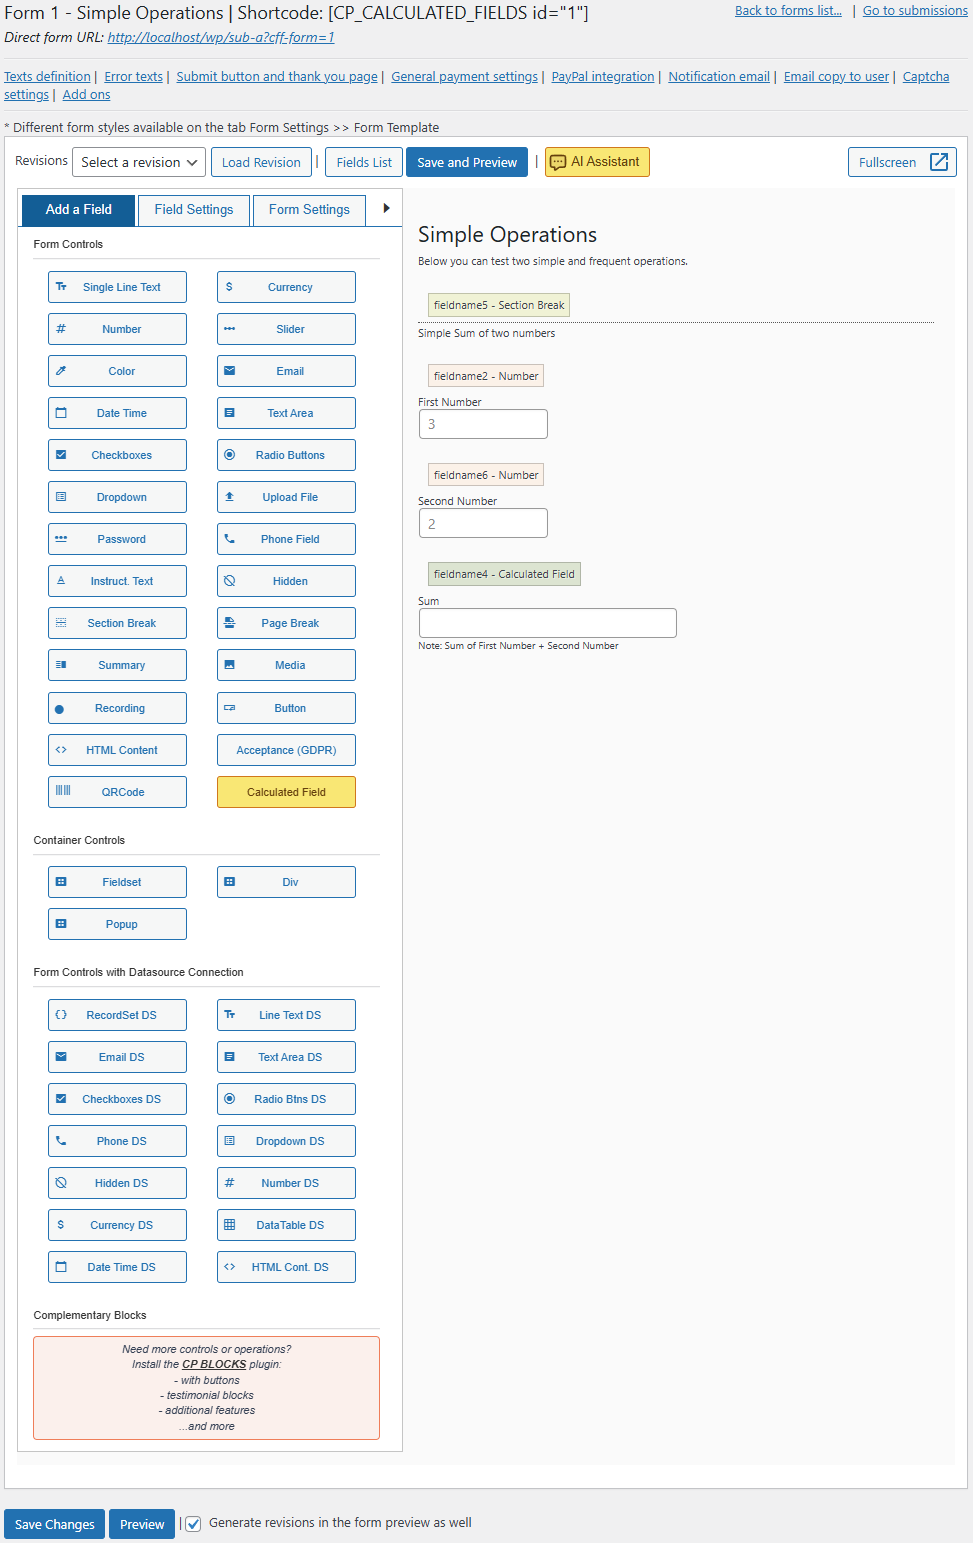 Form 1 - Simple Operations | Shortcode: [CP_CALCULATED_FIELDS id="1"]
Back to forms list... | Go to submissions
Direct form URL: http://localhost/wp/sub-a?cff-form=1
Texts definition | Error texts | Submit button and thank you page | General payment settings | PayPal integration | Notification email | Email copy to user | Captcha
settings | Add ons
* Different form styles available on the tab Form Settings >> Form Template
Revisions Select a revision Load Revision | Fields List Save and Preview | AI Assistant Fullscreen
Add a Field Field Settings Form Settings
Form Controls
Single Line Text Currency
Number Slider
Color Email
Date Time Text Area
Checkboxes Radio Buttons
Dropdown Upload File
Password Phone Field
Instruct. Text Hidden
Section Break Page Break
Summary Media
Recording Button
HTML Content Acceptance (GDPR)
QRCode Calculated Field
Container Controls
Fieldset Div
Popup
Form Controls with Datasource Connection
RecordSet DS Line Text DS
Email DS Text Area DS
Checkboxes DS Radio Btns DS
Phone DS Dropdown DS
Hidden DS Number DS
Currency DS DataTable DS
Date Time DS HTML Cont. DS
Complementary Blocks
Need more controls or operations?
Install the CP BLOCKS plugin:
- with buttons
- testimonial blocks
- additional features
...and more
Simple Operations
Below you can test two simple and frequent operations.
fieldname5 - Section Break
Simple Sum of two numbers
fieldname2 - Number
First Number
3
fieldname6 - Number
Second Number
2
fieldname4 - Calculated Field
Sum
Note: Sum of First Number + Second Number
Save Changes Preview | Generate revisions in the form preview as well